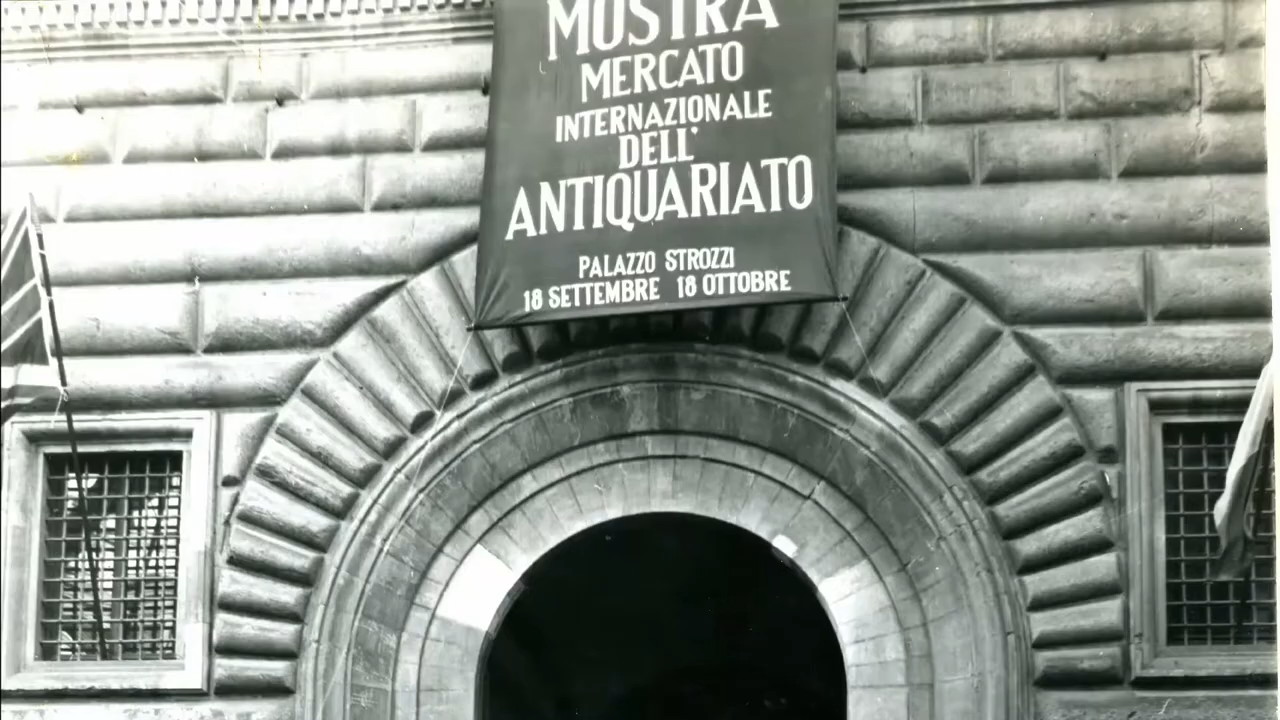 MOSTRA
MERCATO
INTERNAZIONALE
DELL'
ANTIQUARIATO
PALAZZO STROZZI
18 SETTEMBRE 18 OTTOBRE